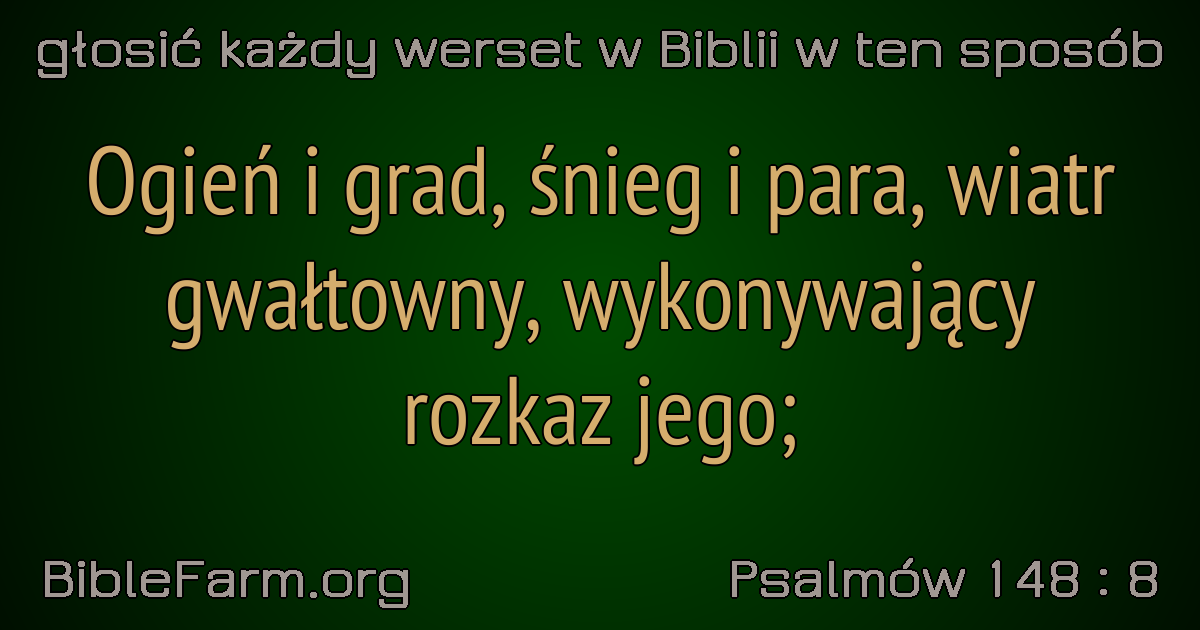 głosić każdy werset w Biblii w ten sposób
Ogień i grad, śnieg i para, wiatr
gwałtowny, wykonywający
rozkaz jego;
BibleFarm.org
Psalmów 148 : 8